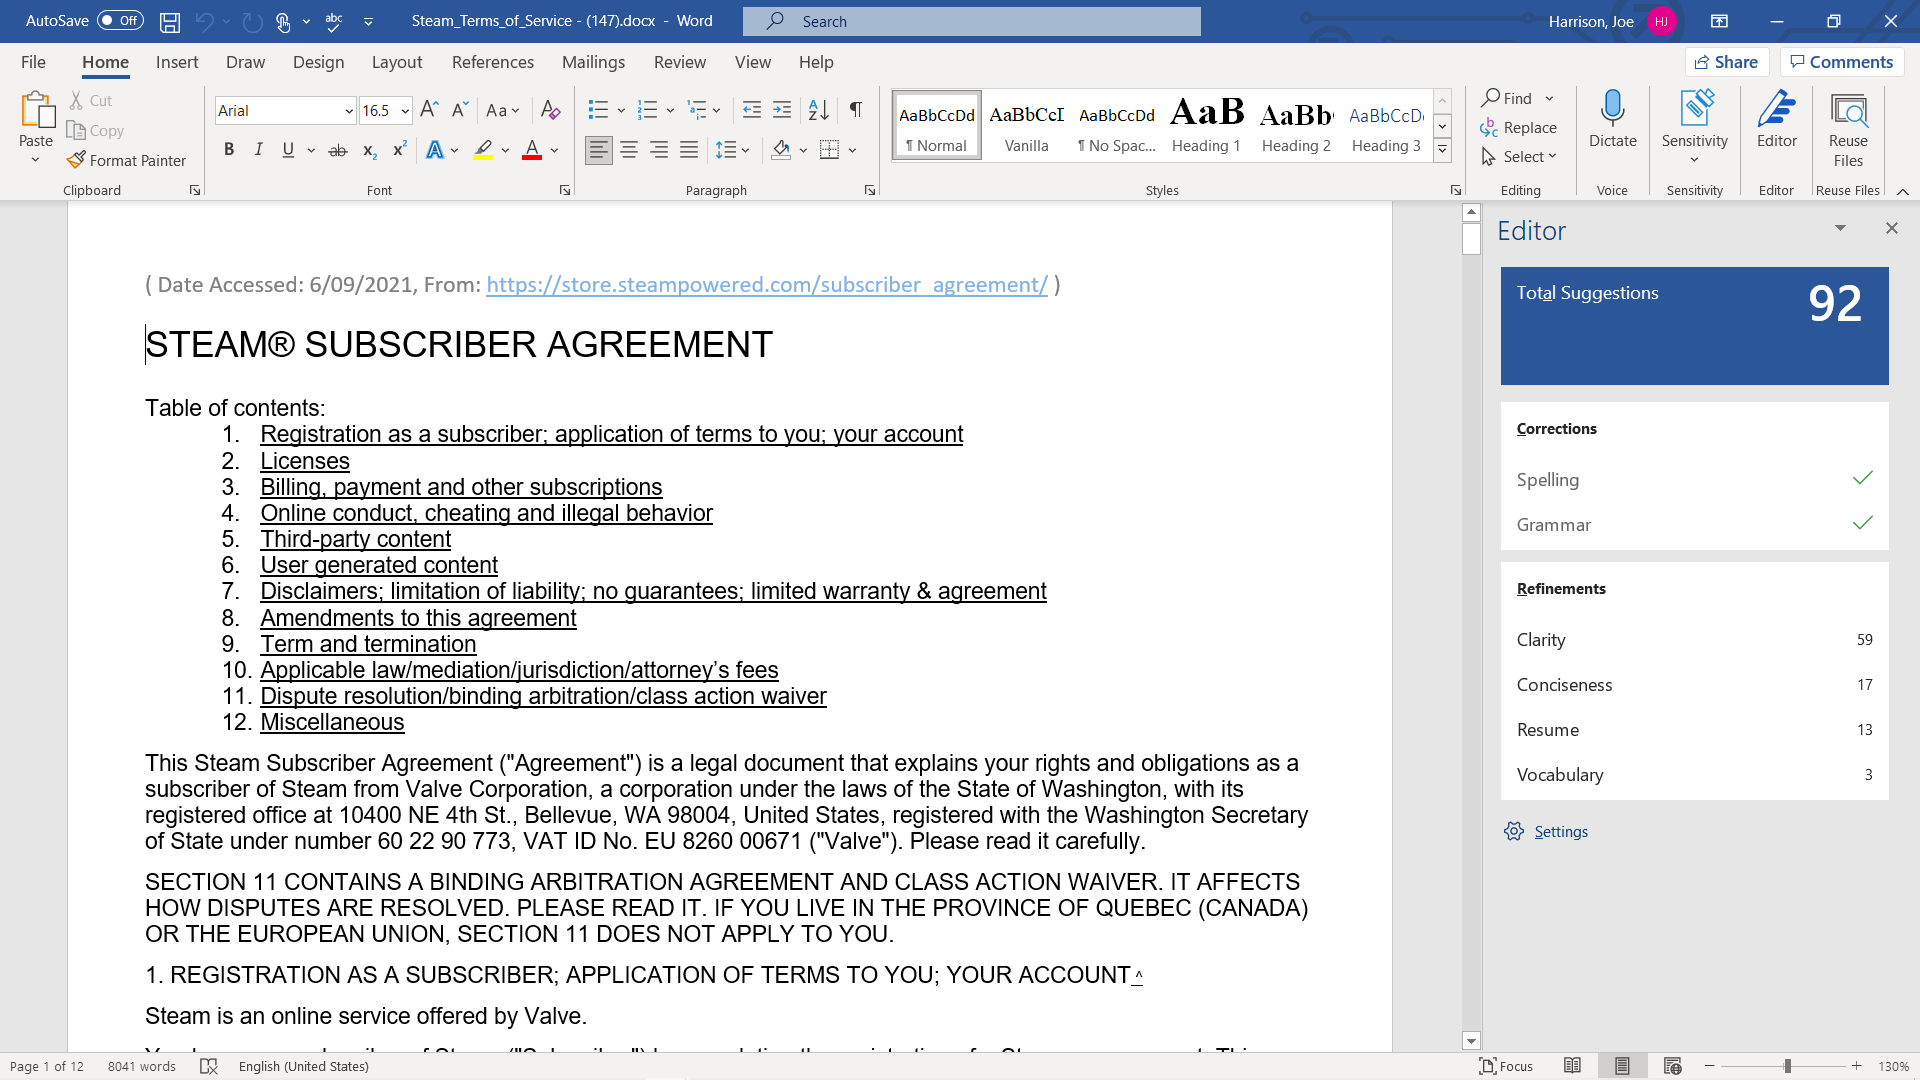 AutoSave Off abc Steam_Terms_of_Service - (147).docx - Word Search Harrison, Joe HJ
File Home Insert Draw Design Layout References Mailings Review View Help Share Comments
Paste Cut Copy Format Painter Clipboard
Arial 16.5 Aa B I U ab x₂ x² A A Font
Paragraph
AaBbCcDd AaBbCcI AaBbCcDd AaB AaBb AaBbCcD
¶ Normal Vanilla ¶ No Spac... Heading 1 Heading 2 Heading 3
Styles
Find Replace Select Editing
Dictate Voice
Sensitivity Sensitivity
Editor Editor
Reuse Files Reuse Files
( Date Accessed: 6/09/2021, From: https://store.steampowered.com/subscriber_agreement/ )
STEAM® SUBSCRIBER AGREEMENT
Table of contents:
1. Registration as a subscriber; application of terms to you; your account
2. Licenses
3. Billing, payment and other subscriptions
4. Online conduct, cheating and illegal behavior
5. Third-party content
6. User generated content
7. Disclaimers; limitation of liability; no guarantees; limited warranty & agreement
8. Amendments to this agreement
9. Term and termination
10. Applicable law/mediation/jurisdiction/attorney's fees
11. Dispute resolution/binding arbitration/class action waiver
12. Miscellaneous
This Steam Subscriber Agreement ("Agreement") is a legal document that explains your rights and obligations as a
subscriber of Steam from Valve Corporation, a corporation under the laws of the State of Washington, with its
registered office at 10400 NE 4th St., Bellevue, WA 98004, United States, registered with the Washington Secretary
of State under number 60 22 90 773, VAT ID No. EU 8260 00671 ("Valve"). Please read it carefully.
SECTION 11 CONTAINS A BINDING ARBITRATION AGREEMENT AND CLASS ACTION WAIVER. IT AFFECTS
HOW DISPUTES ARE RESOLVED. PLEASE READ IT. IF YOU LIVE IN THE PROVINCE OF QUEBEC (CANADA)
OR THE EUROPEAN UNION, SECTION 11 DOES NOT APPLY TO YOU.
1. REGISTRATION AS A SUBSCRIBER; APPLICATION OF TERMS TO YOU; YOUR ACCOUNT ^
Steam is an online service offered by Valve.
Editor
Total Suggestions 92
Corrections
Spelling
Grammar
Refinements
Clarity 59
Conciseness 17
Resume 13
Vocabulary 3
Settings
Page 1 of 12 8041 words English (United States) Focus 130%